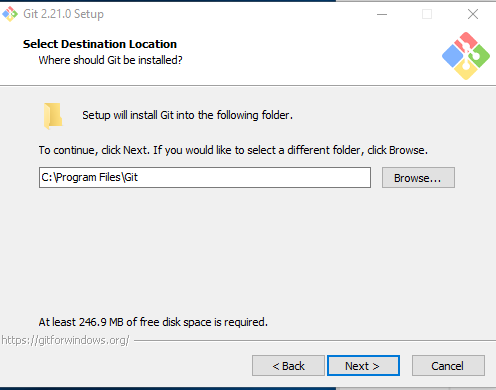 Git 2.21.0 Setup
Select Destination Location
Where should Git be installed?
Setup will install Git into the following folder.
To continue, click Next. If you would like to select a different folder, click Browse.
C:\Program Files\Git
Browse...
At least 246.9 MB of free disk space is required.
https://gitforwindows.org/
< Back
Next >
Cancel